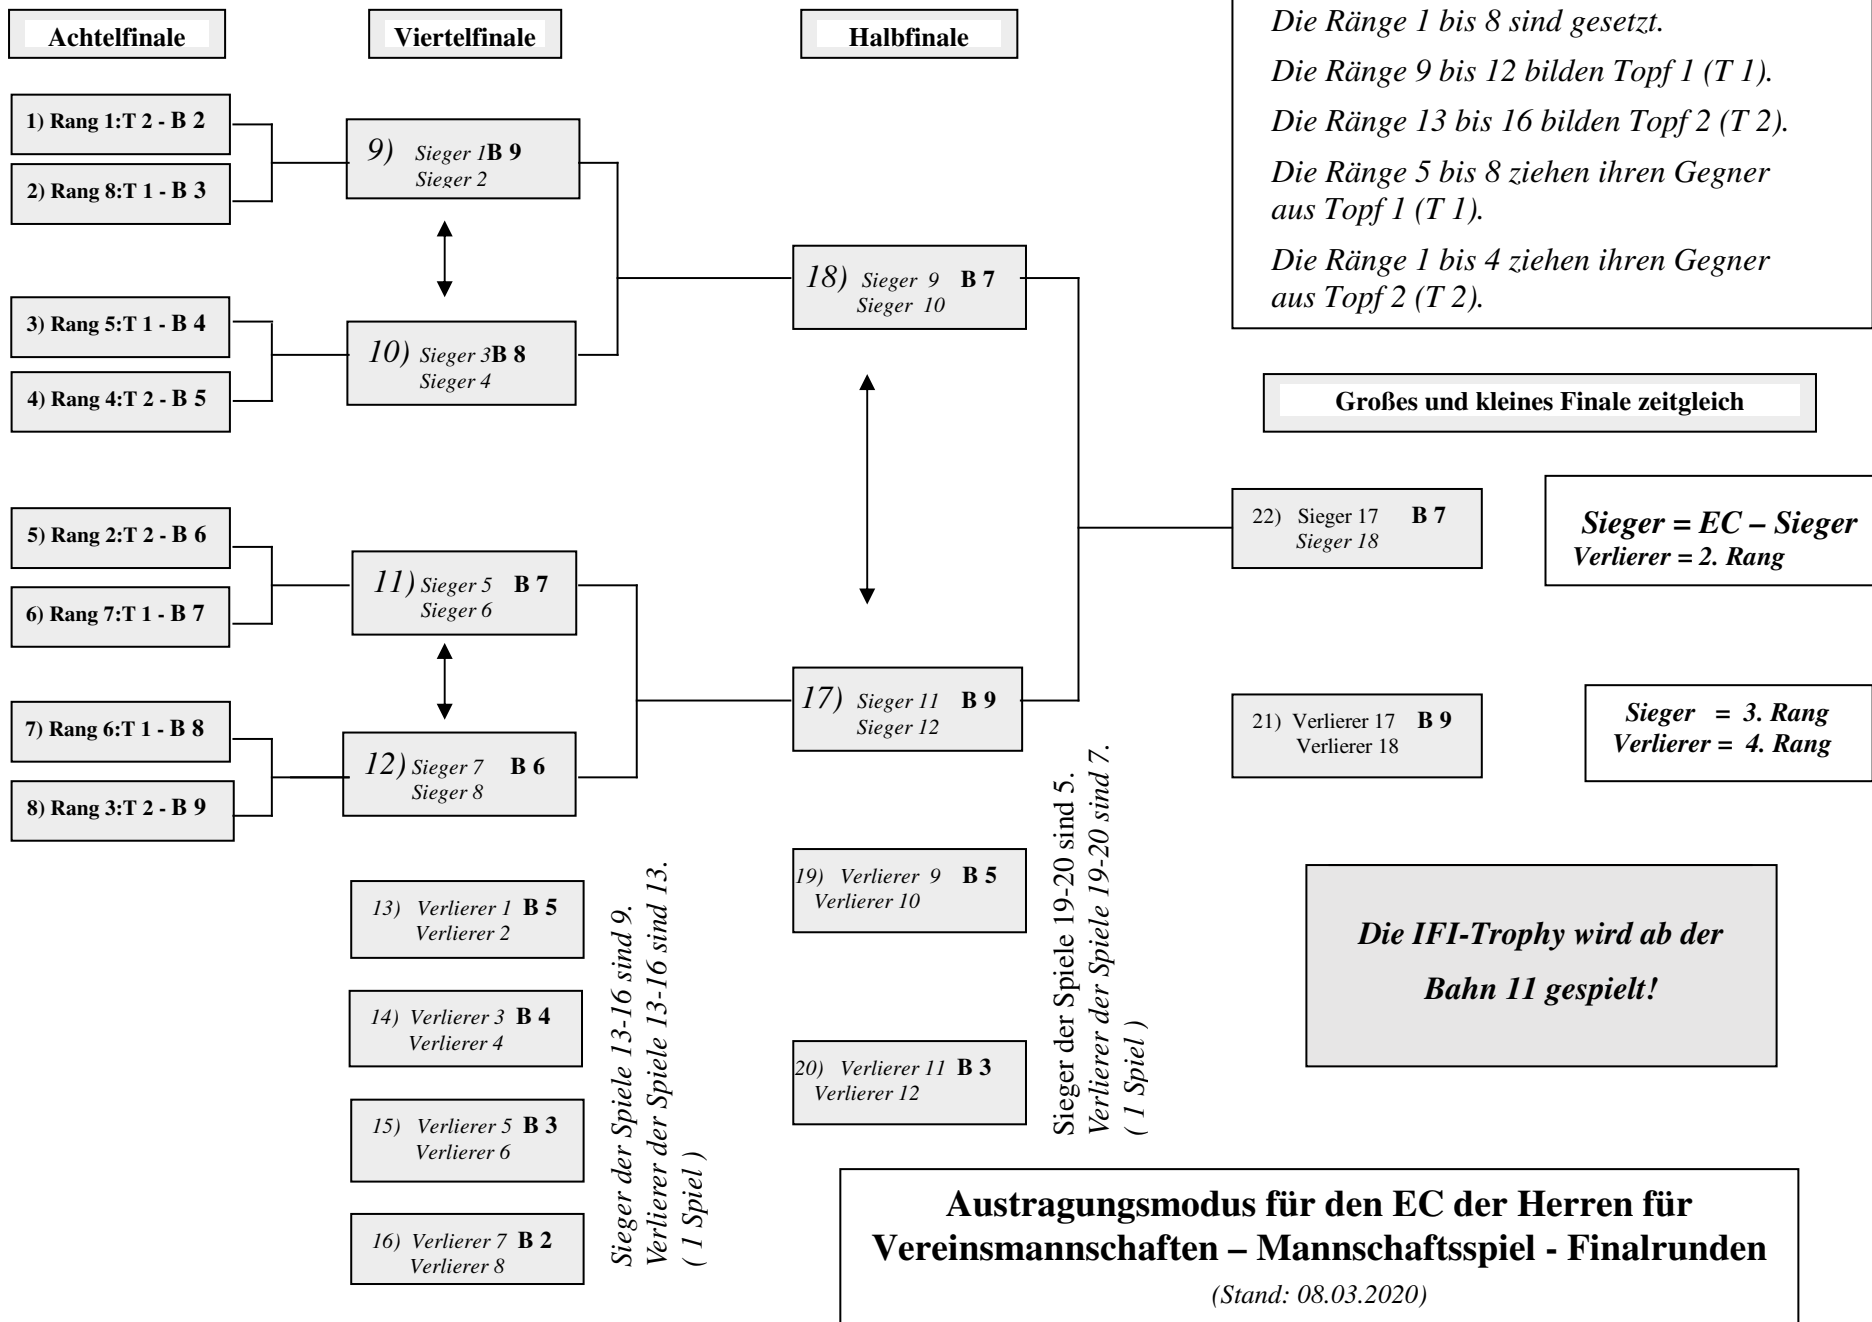 Achtelfinale
Viertelfinale
Halbfinale
Die Ränge 1 bis 8 sind gesetzt.
Die Ränge 9 bis 12 bilden Topf 1 (T 1).
Die Ränge 13 bis 16 bilden Topf 2 (T 2).
Die Ränge 5 bis 8 ziehen ihren Gegner
aus Topf 1 (T 1).
Die Ränge 1 bis 4 ziehen ihren Gegner
aus Topf 2 (T 2).
1) Rang 1:T 2 - B 2
2) Rang 8:T 1 - B 3
3) Rang 5:T 1 - B 4
4) Rang 4:T 2 - B 5
5) Rang 2:T 2 - B 6
6) Rang 7:T 1 - B 7
7) Rang 6:T 1 - B 8
8) Rang 3:T 2 - B 9
9) Sieger 1B 9
Sieger 2
10) Sieger 3B 8
Sieger 4
11) Sieger 5 B 7
Sieger 6
12) Sieger 7 B 6
Sieger 8
13) Verlierer 1 B 5
Verlierer 2
14) Verlierer 3 B 4
Verlierer 4
15) Verlierer 5 B 3
Verlierer 6
16) Verlierer 7 B 2
Verlierer 8
Sieger der Spiele 13-16 sind 9.
Verlierer der Spiele 13-16 sind 13.
( 1 Spiel )
18) Sieger 9 B 7
Sieger 10
17) Sieger 11 B 9
Sieger 12
19) Verlierer 9 B 5
Verlierer 10
20) Verlierer 11 B 3
Verlierer 12
Sieger der Spiele 19-20 sind 5.
Verlierer der Spiele 19-20 sind 7.
( 1 Spiel )
Großes und kleines Finale zeitgleich
22) Sieger 17 B 7
Sieger 18
Sieger = EC – Sieger
Verlierer = 2. Rang
21) Verlierer 17 B 9
Verlierer 18
Sieger = 3. Rang
Verlierer = 4. Rang
Die IFI-Trophy wird ab der
Bahn 11 gespielt!
Austragungsmodus für den EC der Herren für
Vereinsmannschaften – Mannschaftsspiel - Finalrunden
(Stand: 08.03.2020)